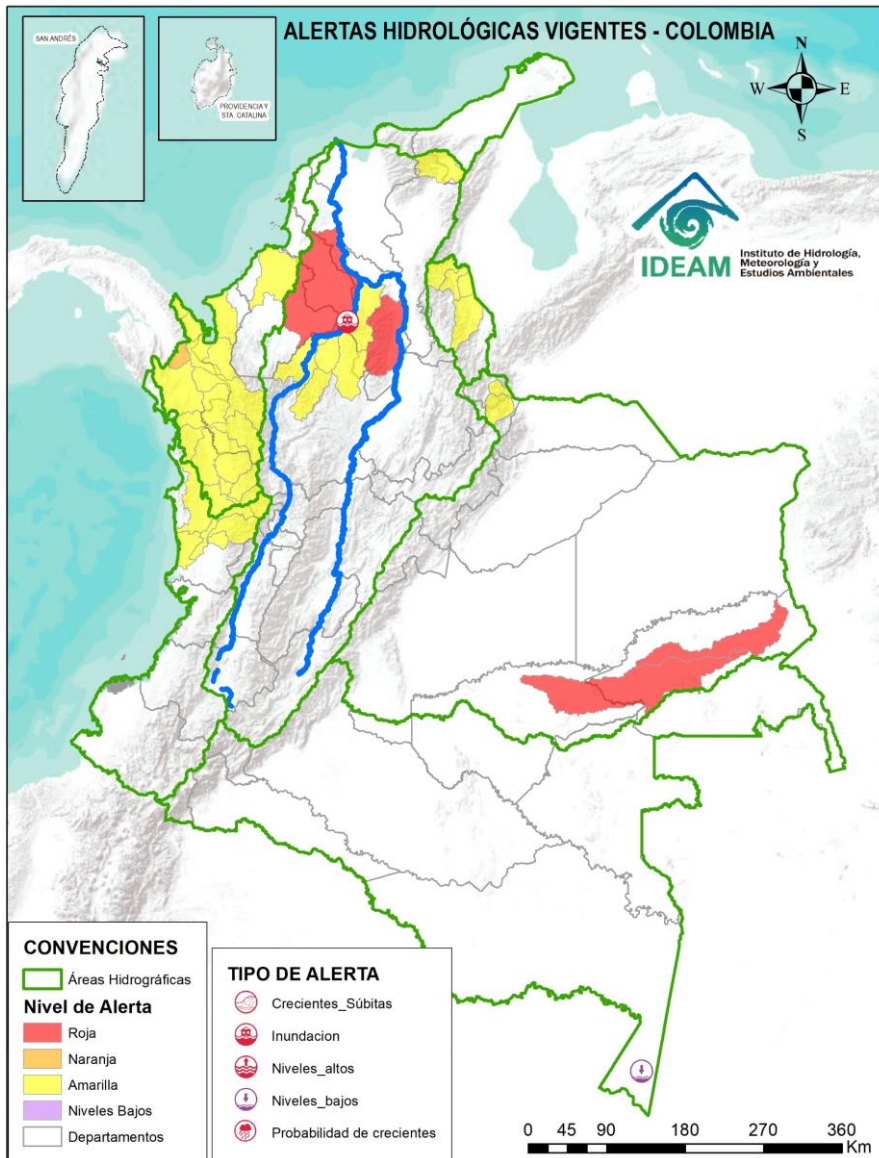 ALERTAS HIDROLÓGICAS VIGENTES - COLOMBIA
SAN ANDRÉS
PROVIDENCIA Y
STA. CATALINA
N
W
E
S
IDEAM
Instituto de Hidrología,
Meteorología y
Estudios Ambientales
CONVENCIONES
Áreas Hidrográficas
Nivel de Alerta
Roja
Naranja
Amarilla
Niveles Bajos
Departamentos
TIPO DE ALERTA
Crecientes_Súbitas
Inundacion
Niveles_altos
Niveles_bajos
Probabilidad de crecientes
0 45 90 180 270 360
Km